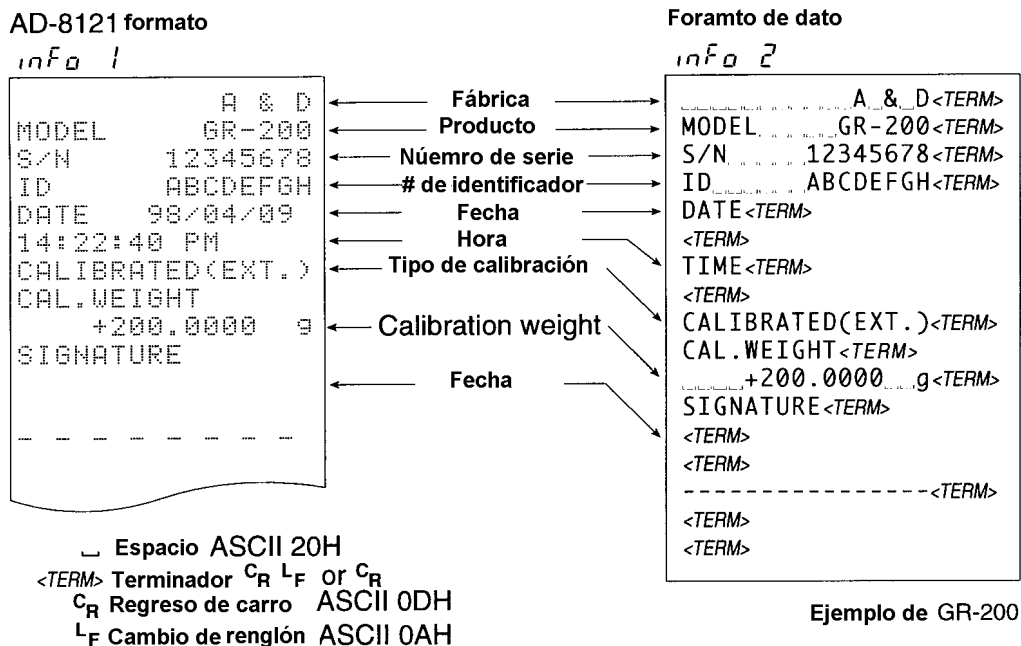 AD-8121 formato
info 1
A & D
MODEL GR-200
S/N 12345678
ID ABCDEFGH
DATE 98/04/09
14:22:40 PM
CALIBRATED(EXT.)
CAL.WEIGHT
+200.0000 g
SIGNATURE
- - - - - - - - -
Fábrica
Producto
Núemro de serie
# de identificador
Fecha
Hora
Tipo de calibración
Calibration weight
Fecha
Foramto de dato
info 2
␣␣␣␣␣␣␣␣␣␣␣A␣&␣D<TERM>
MODEL␣␣␣␣␣GR-200<TERM>
S/N␣␣␣␣␣12345678<TERM>
ID␣␣␣␣␣␣ABCDEFGH<TERM>
DATE<TERM>
<TERM>
TIME<TERM>
<TERM>
CALIBRATED(EXT.)<TERM>
CAL.WEIGHT<TERM>
␣␣␣␣+200.0000␣␣g<TERM>
SIGNATURE<TERM>
<TERM>
<TERM>
----------------<TERM>
<TERM>
<TERM>
␣ Espacio ASCII 20H
<TERM> Terminador CR LF or CR
CR Regreso de carro ASCII 0DH
LF Cambio de renglón ASCII 0AH
Ejemplo de GR-200